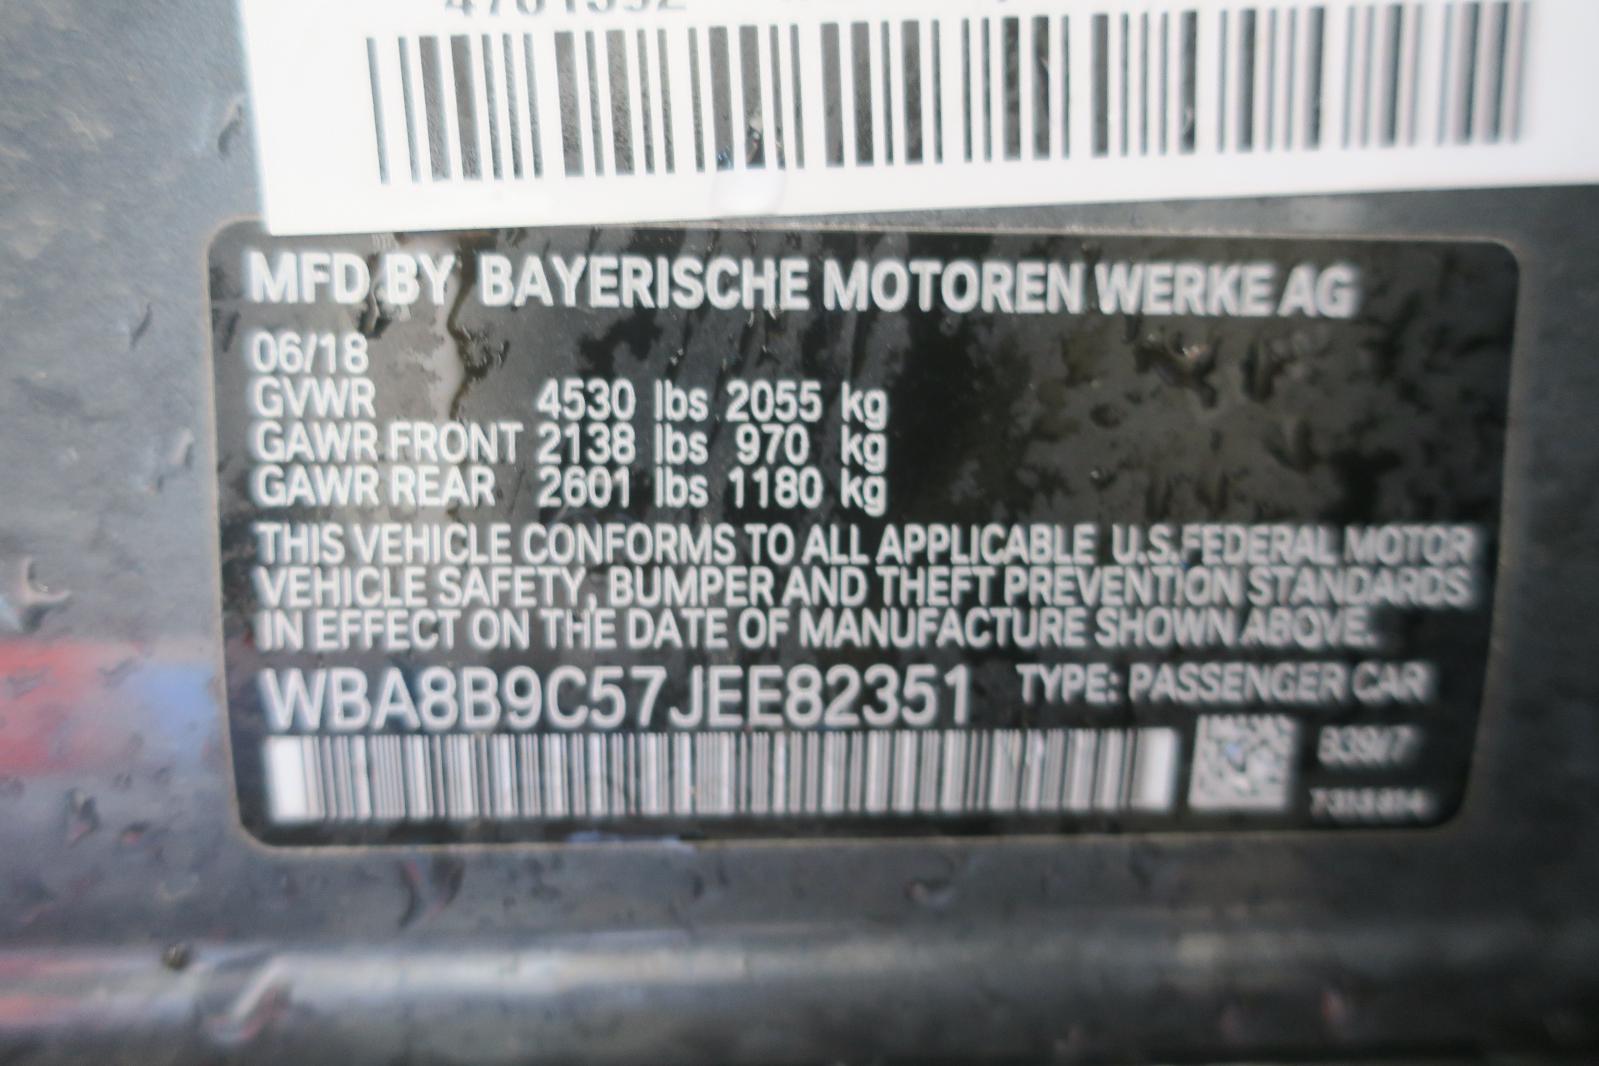 MFD BY BAYERISCHE MOTOREN WERKE AG
06/18
GVWR 4530 lbs 2055 kg
GAWR FRONT 2138 lbs 970 kg
GAWR REAR 2601 lbs 1180 kg
THIS VEHICLE CONFORMS TO ALL APPLICABLE U.S.FEDERAL MOTOR
VEHICLE SAFETY, BUMPER AND THEFT PREVENTION STANDARDS
IN EFFECT ON THE DATE OF MANUFACTURE SHOWN ABOVE.
WBA8B9C57JEE82351 TYPE: PASSENGER CAR